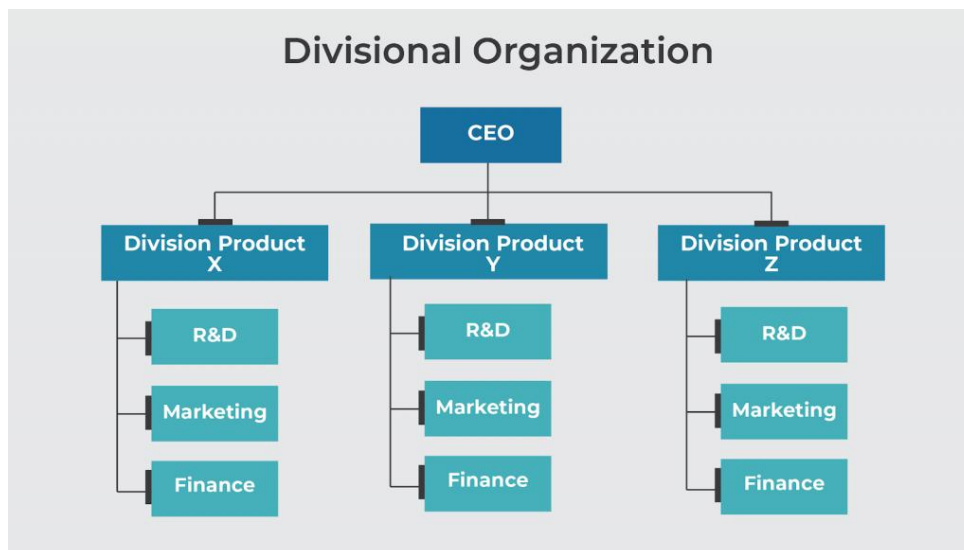 Divisional Organization
CEO
Division Product
X
Division Product
Y
Division Product
Z
R&D
R&D
R&D
Marketing
Marketing
Marketing
Finance
Finance
Finance